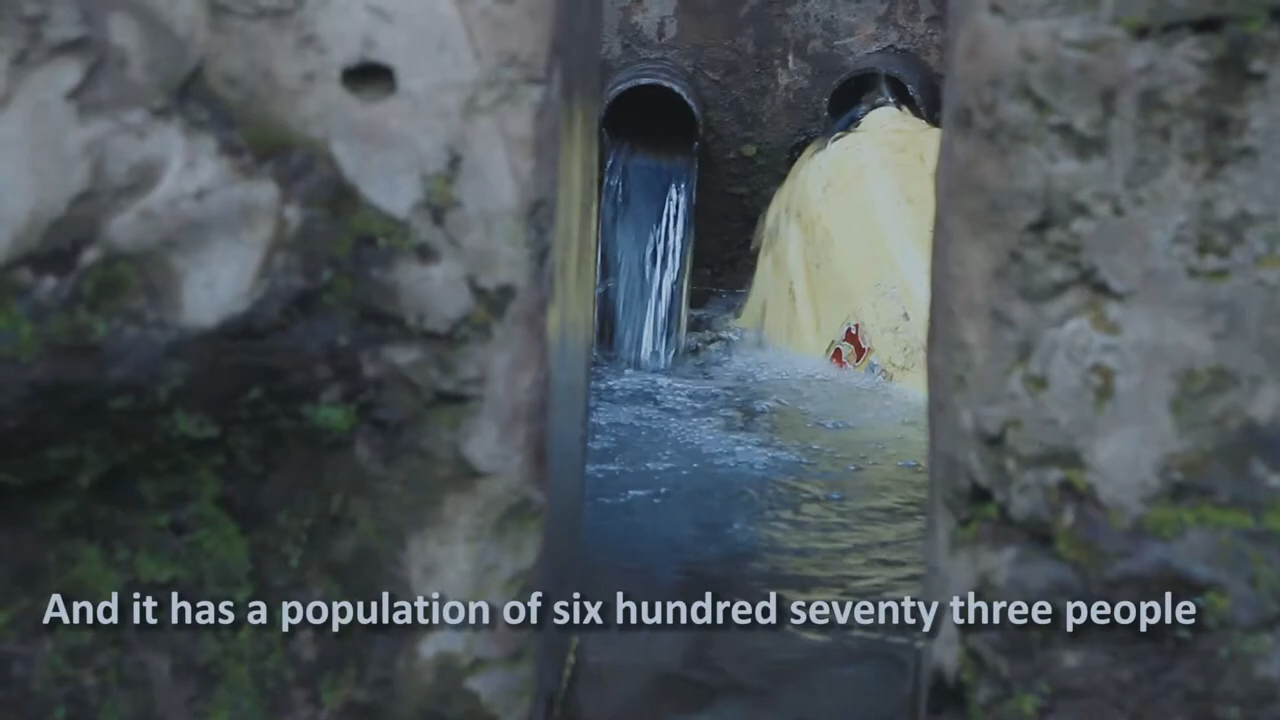 And it has a population of six hundred seventy three people